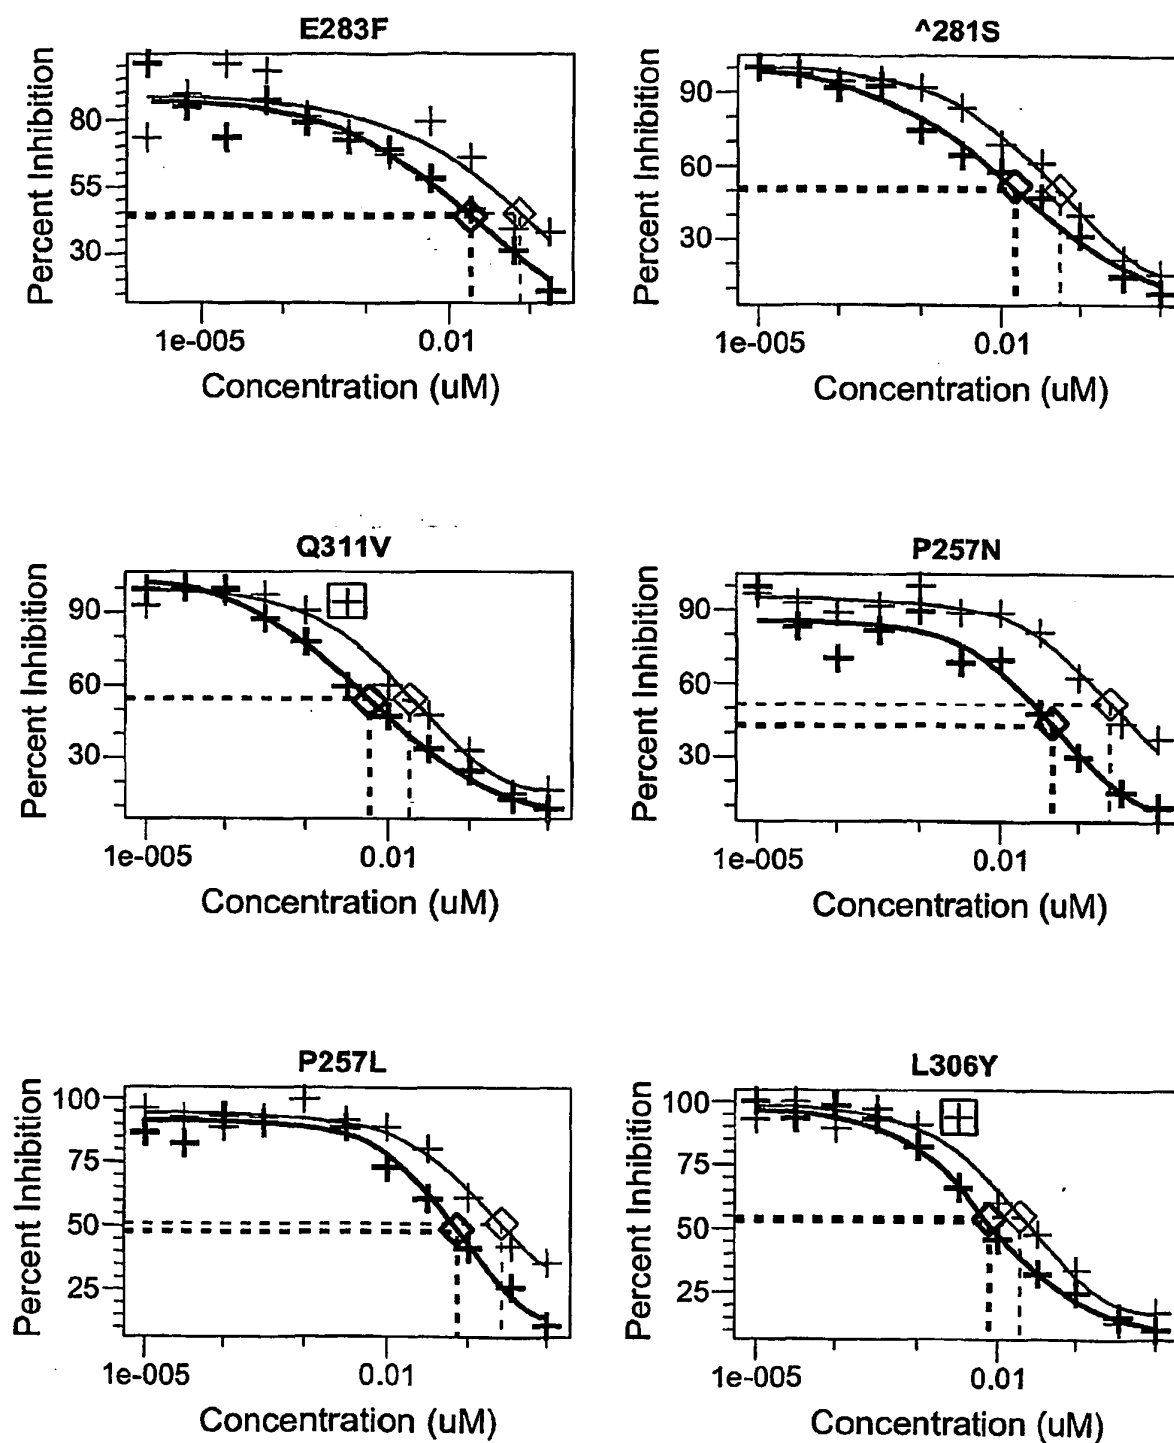 E283F
Percent Inhibition
80
55
30
1e-005 0.01
Concentration (uM)
^281S
Percent Inhibition
90
60
30
1e-005 0.01
Concentration (uM)
Q311V
Percent Inhibition
90
60
30
1e-005 0.01
Concentration (uM)
P257N
Percent Inhibition
90
60
30
1e-005 0.01
Concentration (uM)
P257L
Percent Inhibition
100
75
50
25
1e-005 0.01
Concentration (uM)
L306Y
Percent Inhibition
100
75
50
25
1e-005 0.01
Concentration (uM)